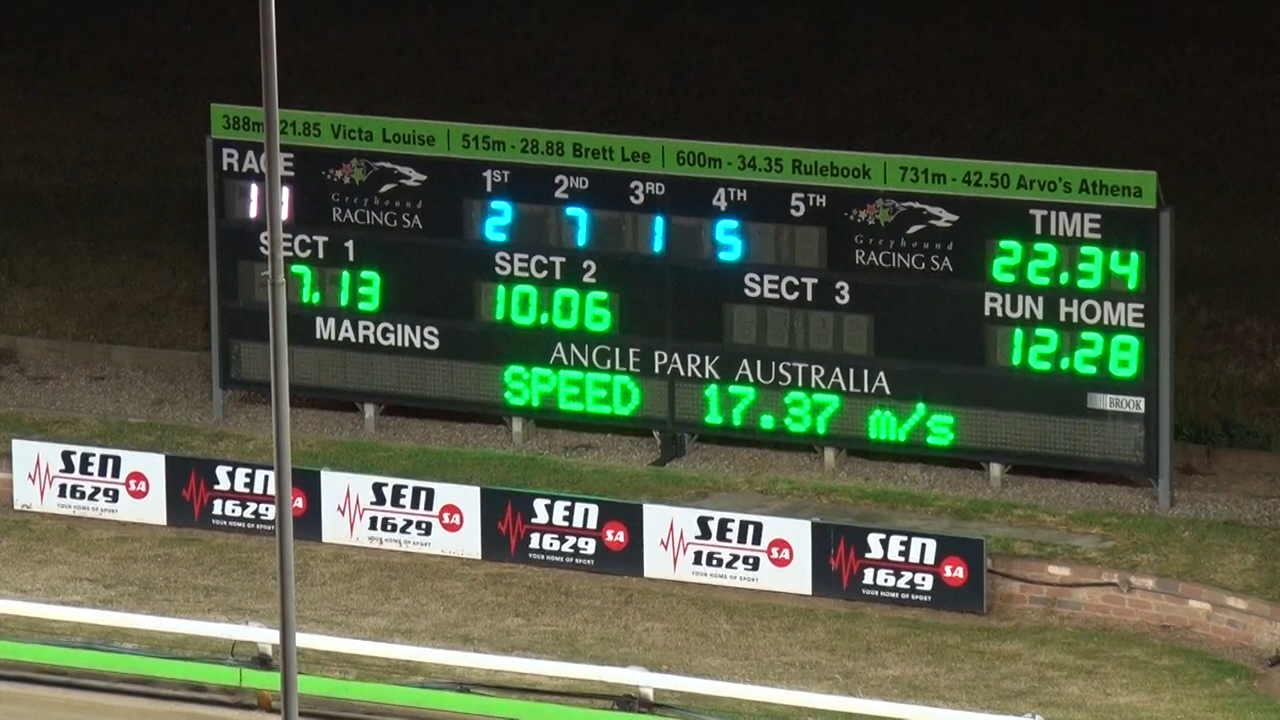 388m - 21.85 Victa Louise | 515m - 28.88 Brett Lee | 600m - 34.35 Rulebook | 731m - 42.50 Arvo's Athena
RACE
11
Greyhound
RACING SA
1ST 2ND 3RD 4TH 5TH
2 7 1 5
Greyhound
RACING SA
TIME
22.34
SECT 1
7.13
SECT 2
10.06
SECT 3
RUN HOME
12.28
MARGINS
ANGLE PARK AUSTRALIA
SPEED 17.37 m/s
BROOK
SEN
1629 SA
YOUR HOME OF SPORT
SEN
1629 SA
YOUR HOME OF SPORT
SEN
1629 SA
YOUR HOME OF SPORT
SEN
1629 SA
YOUR HOME OF SPORT
SEN
1629 SA
YOUR HOME OF SPORT
SEN
1629 SA
YOUR HOME OF SPORT